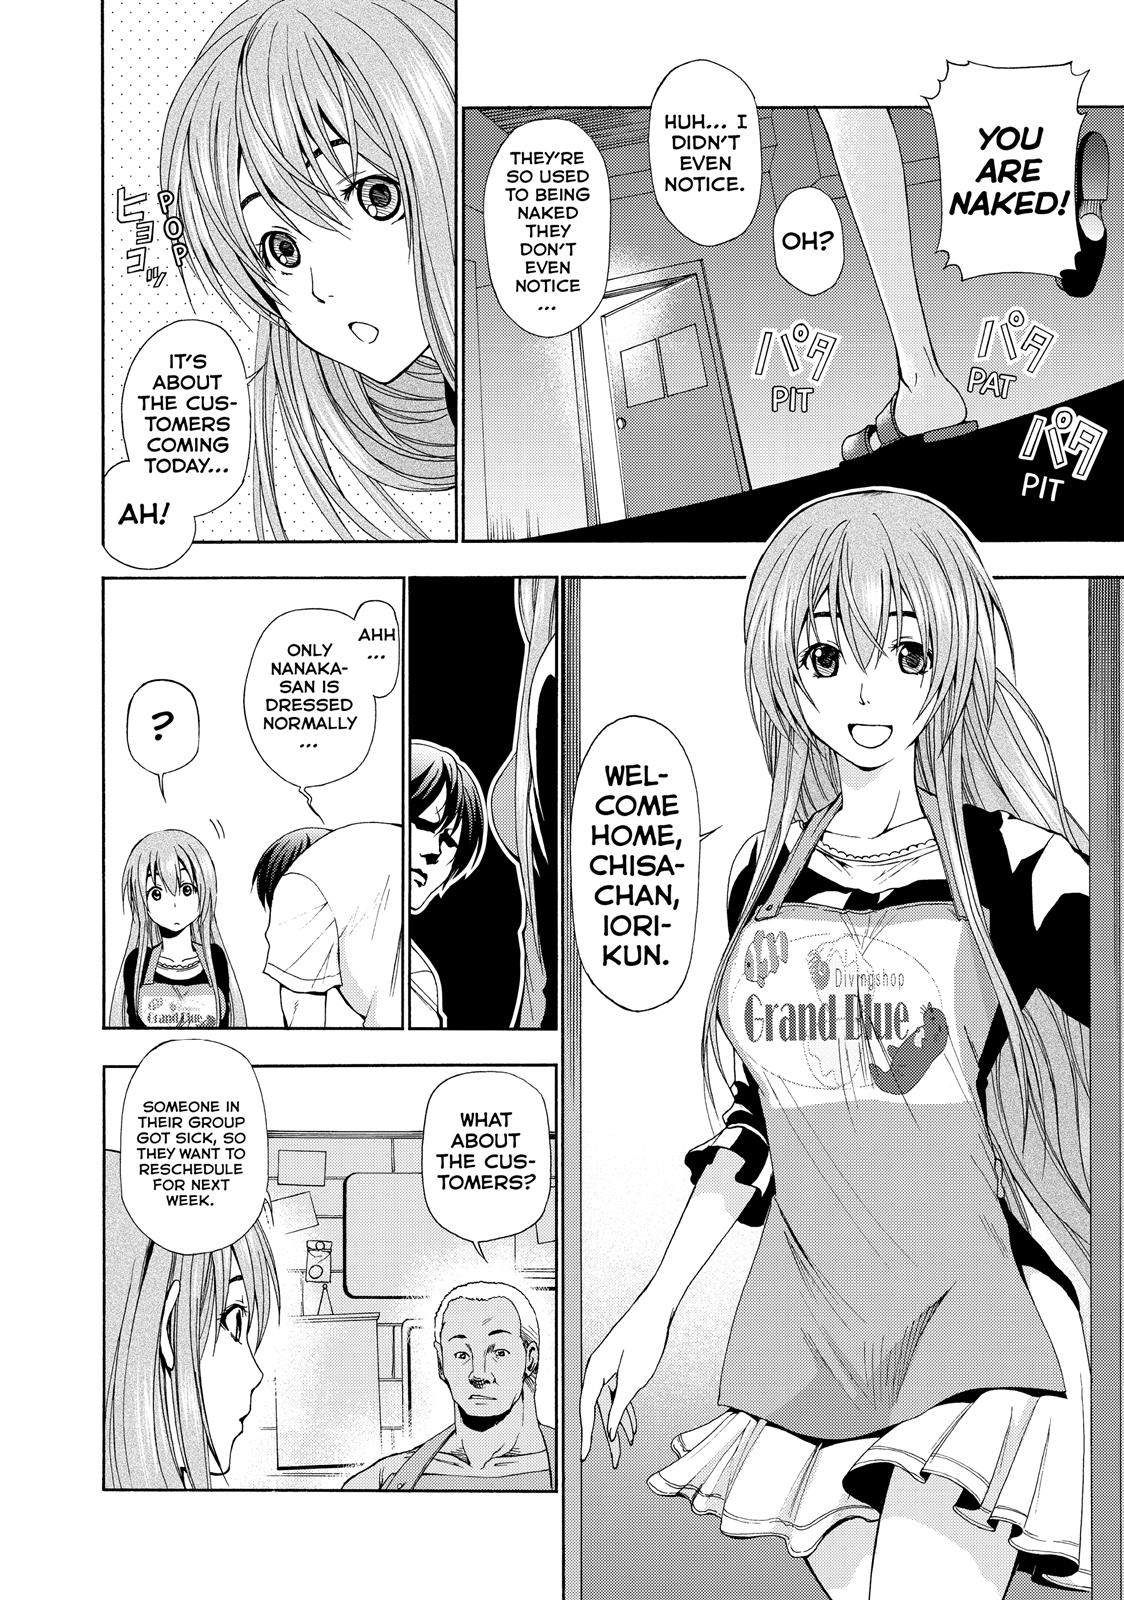 YOU
ARE
NAKED!
HUH... I
DIDN'T
EVEN
NOTICE.
OH?
THEY'RE
SO USED
TO BEING
NAKED
THEY
DON'T
EVEN
NOTICE
...
パタ
PAT
パタ
PIT
パタ
PIT
ヒョコッ
POP
IT'S
ABOUT
THE CUS-
TOMERS
COMING
TODAY...
AH!
WEL-
COME
HOME,
CHISA-
CHAN,
IORI-
KUN.
Divingshop
Grand Blue
AHH
...
ONLY
NANAKA-
SAN IS
DRESSED
NORMALLY
...
?
Divingshop
Grand Blue
WHAT
ABOUT
THE CUS-
TOMERS?
SOMEONE IN
THEIR GROUP
GOT SICK, SO
THEY WANT TO
RESCHEDULE
FOR NEXT
WEEK.